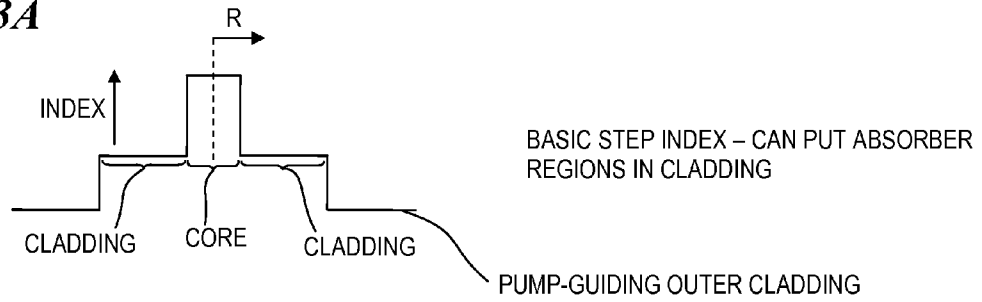 3A
R
INDEX
BASIC STEP INDEX – CAN PUT ABSORBER
REGIONS IN CLADDING
CLADDING
CORE
CLADDING
PUMP-GUIDING OUTER CLADDING